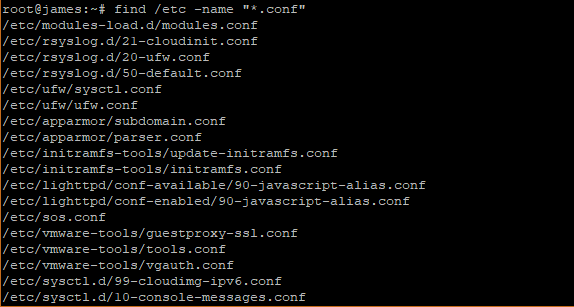 root@james:~# find /etc -name "*.conf"
/etc/modules-load.d/modules.conf
/etc/rsyslog.d/21-cloudinit.conf
/etc/rsyslog.d/20-ufw.conf
/etc/rsyslog.d/50-default.conf
/etc/ufw/sysctl.conf
/etc/ufw/ufw.conf
/etc/apparmor/subdomain.conf
/etc/apparmor/parser.conf
/etc/initramfs-tools/update-initramfs.conf
/etc/initramfs-tools/initramfs.conf
/etc/lighttpd/conf-available/90-javascript-alias.conf
/etc/lighttpd/conf-enabled/90-javascript-alias.conf
/etc/sos.conf
/etc/vmware-tools/guestproxy-ssl.conf
/etc/vmware-tools/tools.conf
/etc/vmware-tools/vgauth.conf
/etc/sysctl.d/99-cloudimg-ipv6.conf
/etc/sysctl.d/10-console-messages.conf